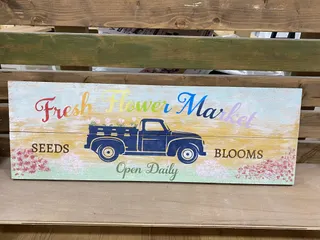 Fresh Flower Market
SEEDS BLOOMS
Open Daily